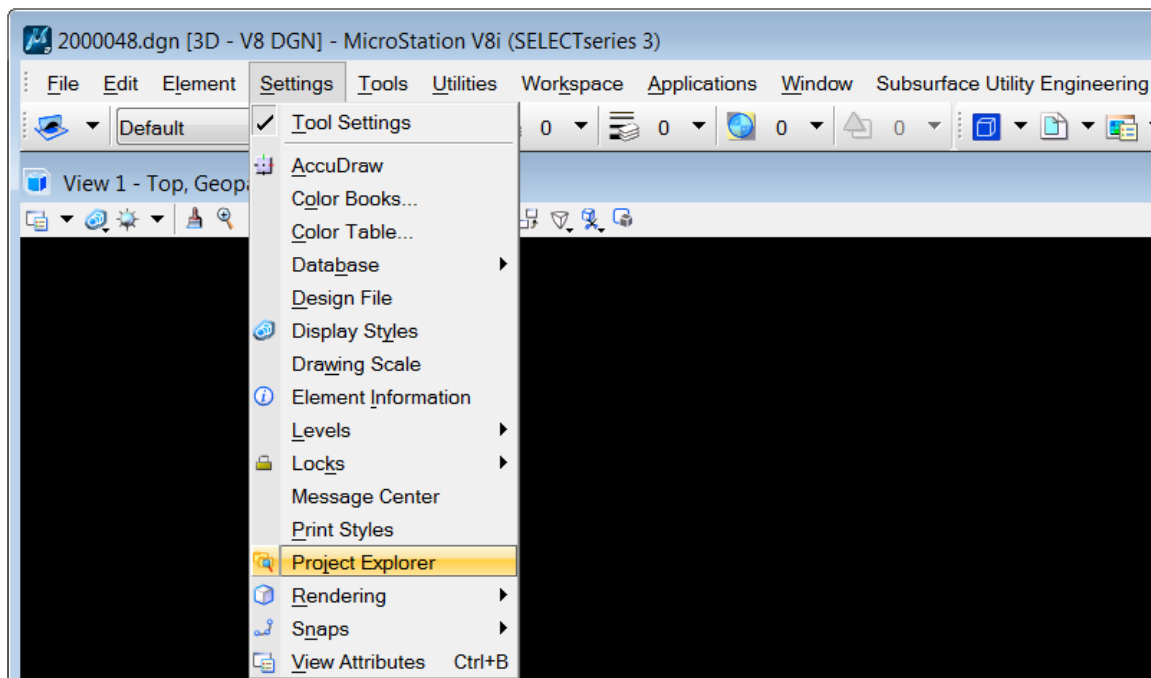 2000048.dgn [3D - V8 DGN] - MicroStation V8i (SELECTseries 3)
File Edit Element Settings Tools Utilities Workspace Applications Window Subsurface Utility Engineering
Default 0 0 0 0
View 1 - Top, Geopa
Tool Settings
AccuDraw
Color Books...
Color Table...
Database
Design File
Display Styles
Drawing Scale
Element Information
Levels
Locks
Message Center
Print Styles
Project Explorer
Rendering
Snaps
View Attributes Ctrl+B